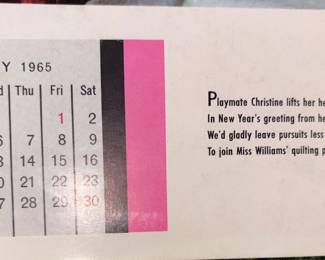 Y 1965
d Thu Fri Sat
1 2
6 7 8 9
3 14 15 16
0 21 22 23
7 28 29 30
Playmate Christine lifts her he
In New Year's greeting from he
We'd gladly leave pursuits less
To join Miss Williams' quilting p